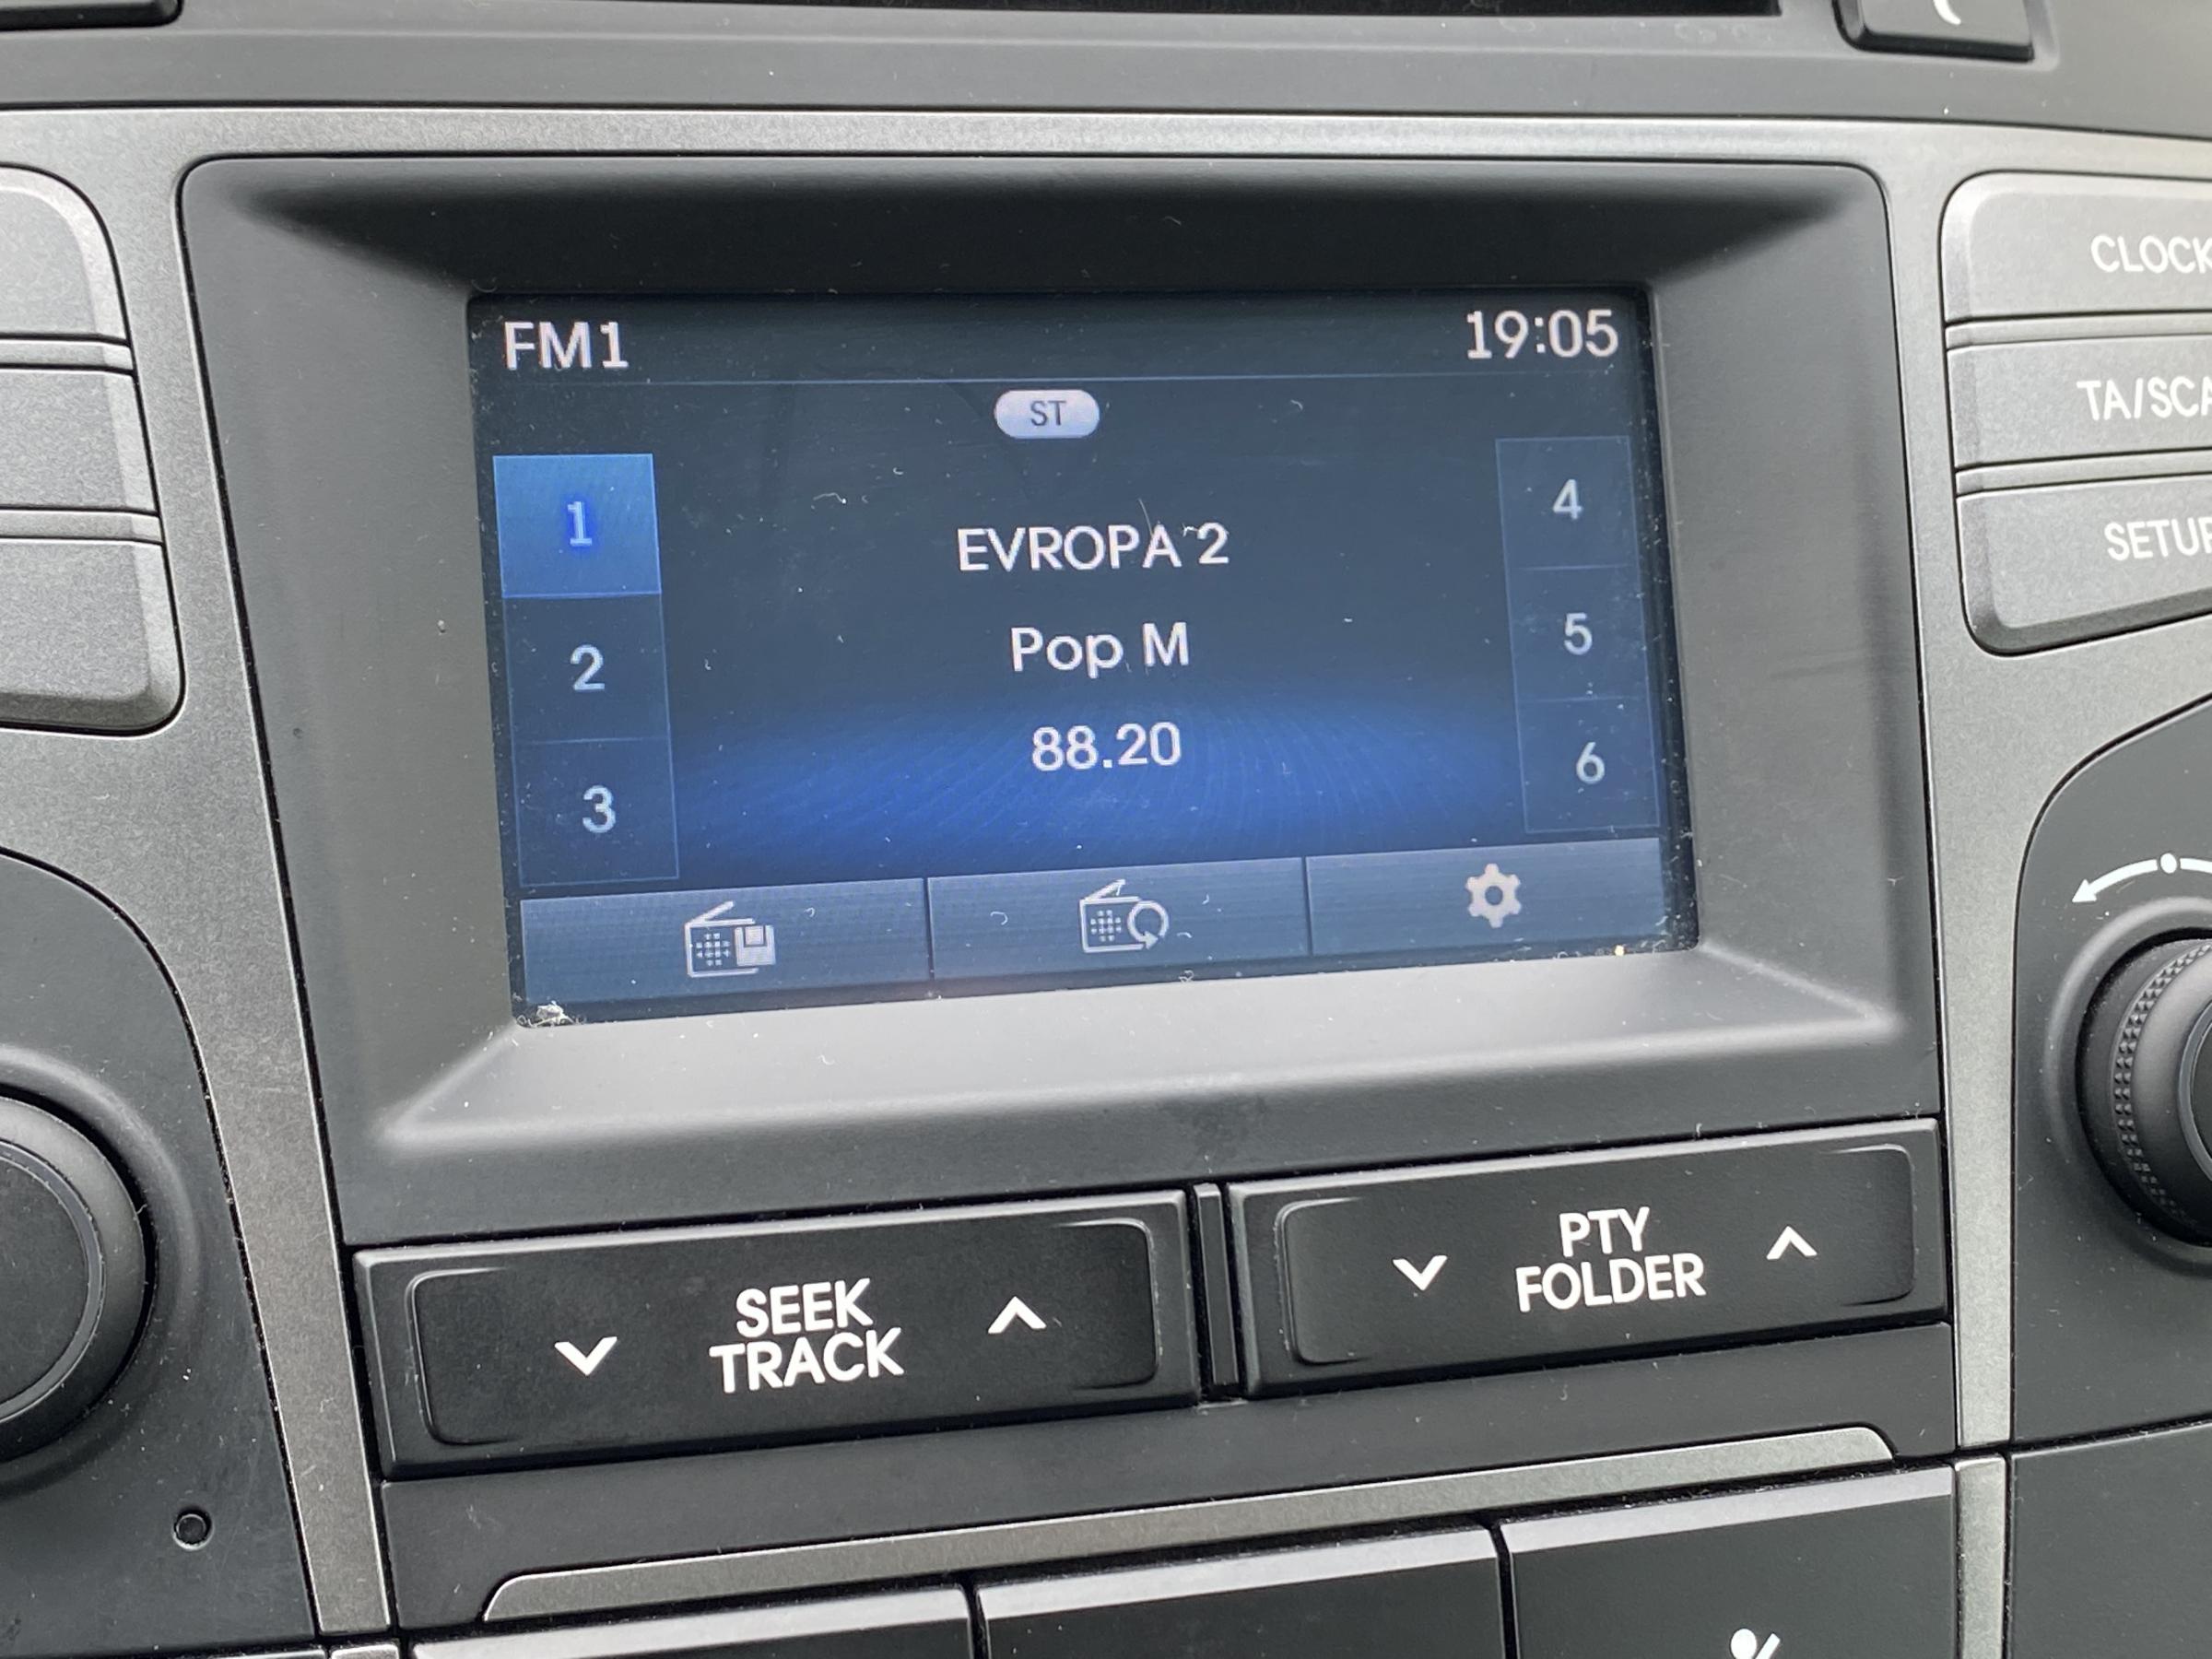 FM1
19:05
ST
1
2
3
EVROPA 2
Pop M
88.20
4
5
6
CLOCK
TA/SCA
SETUP
SEEK
TRACK
PTY
FOLDER